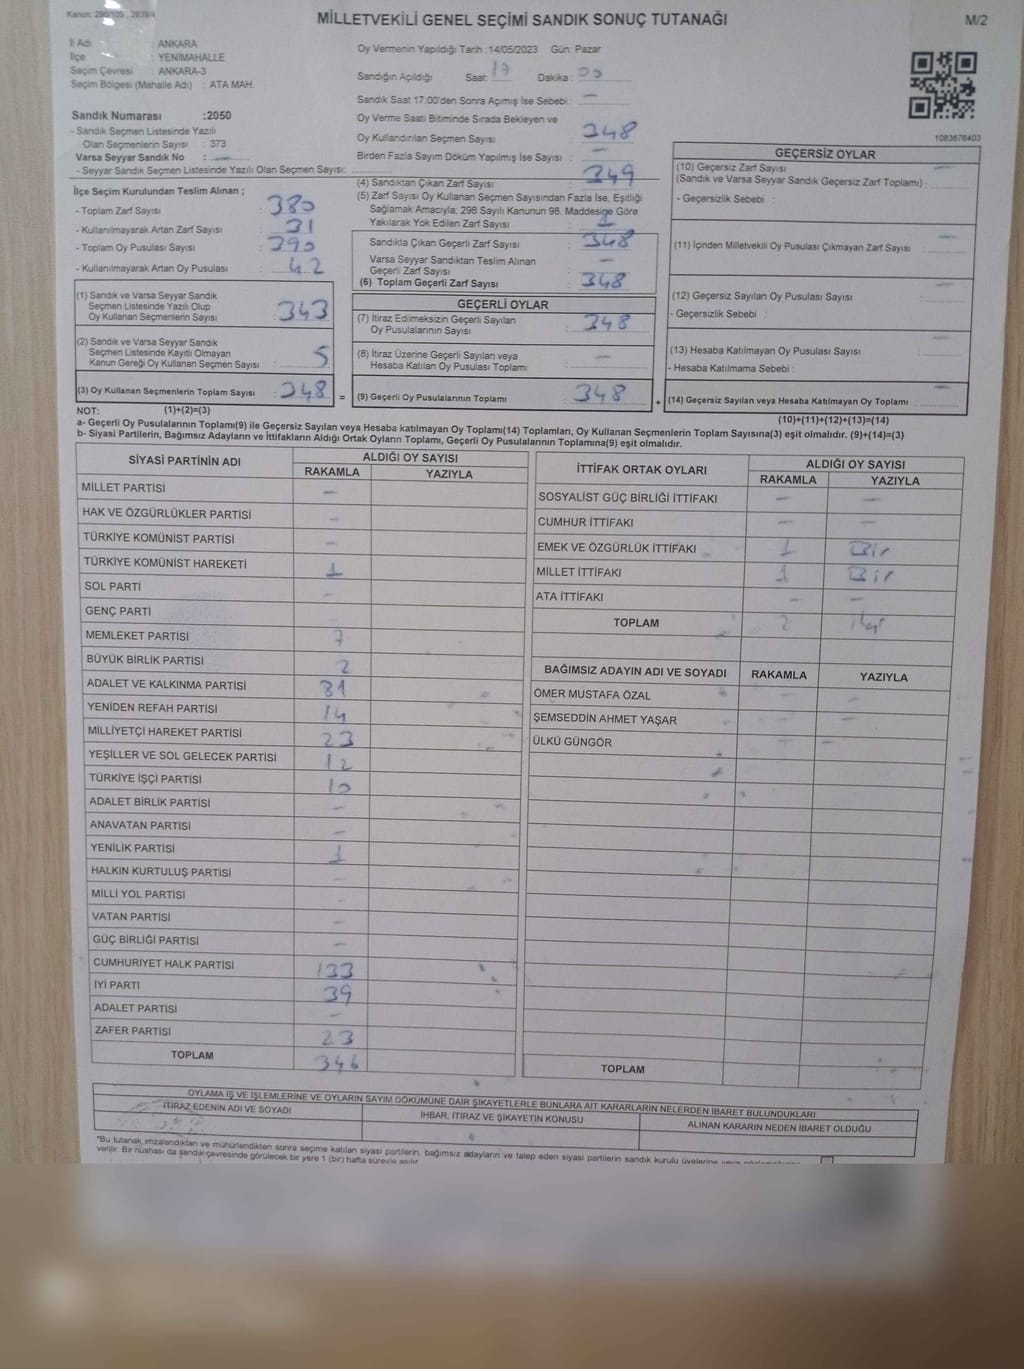 Kanun: 298/105, 2839/4
MİLLETVEKİLİ GENEL SEÇİMİ SANDIK SONUÇ TUTANAĞI
M/2
İl Adı : ANKARA
İlçe : YENİMAHALLE
Seçim Çevresi : ANKARA-3
Seçim Bölgesi (Mahalle Adı) : ATA MAH.
Sandık Numarası :2050
- Sandık Seçmen Listesinde Yazılı
Olan Seçmenlerin Sayısı : 373
Varsa Seyyar Sandık No : —
- Seyyar Sandık Seçmen Listesinde Yazılı Olan Seçmen Sayısı:
Oy Vermenin Yapıldığı Tarih :14/05/2023 Gün: Pazar
Sandığın Açıldığı Saat: 17 Dakika : 00
Sandık Saat 17.00'den Sonra Açımış İse Sebebi : —
Oy Verme Saati Bitiminde Sırada Bekleyen ve
Oy Kullandırılan Seçmen Sayısı : 348
Birden Fazla Sayım Döküm Yapılmış İse Sayısı : —
1083676403
İlçe Seçim Kurulundan Teslim Alınan ;
- Toplam Zarf Sayısı : 380
- Kullanılmayarak Artan Zarf Sayısı : 31
- Toplam Oy Pusulası Sayısı : 390
- Kullanılmayarak Artan Oy Pusulası : 42
(4) Sandıktan Çıkan Zarf Sayısı : 349
(5) Zarf Sayısı Oy Kullanan Seçmen Sayısından Fazla İse, Eşitliği
Sağlamak Amacıyla; 298 Sayılı Kanunun 98. Maddesine Göre
Yakılarak Yok Edilen Zarf Sayısı : 1
Sandıkta Çıkan Geçerli Zarf Sayısı : 348
Varsa Seyyar Sandıktan Teslim Alınan
Geçerli Zarf Sayısı : —
(6) Toplam Geçerli Zarf Sayısı : 348
GEÇERSİZ OYLAR
(10) Geçersiz Zarf Sayısı
(Sandık ve Varsa Seyyar Sandık Geçersiz Zarf Toplamı) : —
- Geçersizlik Sebebi :
(11) İçinden Milletvekili Oy Pusulası Çıkmayan Zarf Sayısı : —
(12) Geçersiz Sayılan Oy Pusulası Sayısı : —
- Geçersizlik Sebebi :
(13) Hesaba Katılmayan Oy Pusulası Sayısı : —
- Hesaba Katılmama Sebebi :
(14) Geçersiz Sayılan veya Hesaba Katılmayan Oy Toplamı : —
(1) Sandık ve Varsa Seyyar Sandık
Seçmen Listesinde Yazılı Olup
Oy Kullanan Seçmenlerin Sayısı : 343
(2) Sandık ve Varsa Seyyar Sandık
Seçmen Listesinde Kayıtlı Olmayan
Kanun Gereği Oy Kullanan Seçmen Sayısı : 5
(3) Oy Kullanan Seçmenlerin Toplam Sayısı : 348
GEÇERLİ OYLAR
(7) İtiraz Edilmeksizin Geçerli Sayılan
Oy Pusulalarının Sayısı : 348
(8) İtiraz Üzerine Geçerli Sayılan veya
Hesaba Katılan Oy Pusulası Toplamı : —
= (9) Geçerli Oy Pusulalarının Toplamı : 348 +
NOT: (1)+(2)=(3)
(10)+(11)+(12)+(13)=(14)
a- Geçerli Oy Pusulalarının Toplamı(9) ile Geçersiz Sayılan veya Hesaba katılmayan Oy Toplamı(14) Toplamları, Oy Kullanan Seçmenlerin Toplam Sayısına(3) eşit olmalıdır. (9)+(14)=(3)
b- Siyasi Partilerin, Bağımsız Adayların ve İttifakların Aldığı Ortak Oyların Toplamı, Geçerli Oy Pusulalarının Toplamına(9) eşit olmalıdır.
SİYASİ PARTİNİN ADI ALDIĞI OY SAYISI
RAKAMLA YAZIYLA
MİLLET PARTİSİ —
HAK VE ÖZGÜRLÜKLER PARTİSİ —
TÜRKİYE KOMÜNİST PARTİSİ —
TÜRKİYE KOMÜNİST HAREKETİ 1
SOL PARTİ —
GENÇ PARTİ —
MEMLEKET PARTİSİ 7
BÜYÜK BİRLİK PARTİSİ 2
ADALET VE KALKINMA PARTİSİ 81
YENİDEN REFAH PARTİSİ 14
MİLLİYETÇİ HAREKET PARTİSİ 23
YEŞİLLER VE SOL GELECEK PARTİSİ 12
TÜRKİYE İŞÇİ PARTİSİ 10
ADALET BİRLİK PARTİSİ —
ANAVATAN PARTİSİ —
YENİLİK PARTİSİ 1
HALKIN KURTULUŞ PARTİSİ —
MİLLİ YOL PARTİSİ —
VATAN PARTİSİ —
GÜÇ BİRLİĞİ PARTİSİ —
CUMHURİYET HALK PARTİSİ 133
İYİ PARTİ 39
ADALET PARTİSİ —
ZAFER PARTİSİ 23
TOPLAM 346
İTTİFAK ORTAK OYLARI ALDIĞI OY SAYISI
RAKAMLA YAZIYLA
SOSYALİST GÜÇ BİRLİĞİ İTTİFAKI — —
CUMHUR İTTİFAKI — —
EMEK VE ÖZGÜRLÜK İTTİFAKI 1 Bir
MİLLET İTTİFAKI 1 Bir
ATA İTTİFAKI — —
TOPLAM 2 İki
BAĞIMSIZ ADAYIN ADI VE SOYADI RAKAMLA YAZIYLA
ÖMER MUSTAFA ÖZAL — —
ŞEMSEDDİN AHMET YAŞAR — —
ÜLKÜ GÜNGÖR — —
TOPLAM
OYLAMA İŞ VE İŞLEMLERİNE VE OYLARIN SAYIM DÖKÜMÜNE DAİR ŞİKAYETLERLE BUNLARA AİT KARARLARIN NELERDEN İBARET BULUNDUKLARI
İTİRAZ EDENİN ADI VE SOYADI İHBAR, İTİRAZ VE ŞİKAYETİN KONUSU ALINAN KARARIN NEDEN İBARET OLDUĞU
*Bu tutanak imzalandıktan ve mühürlendikten sonra seçime katılan siyasi partilerin, bağımsız adayların ve talep eden siyasi partilerin sandık kurulu üyelerine veya
verilir. Bir nüshası da sandık çevresinde görülecek bir yere 1 (bir) hafta süreyle asılır.